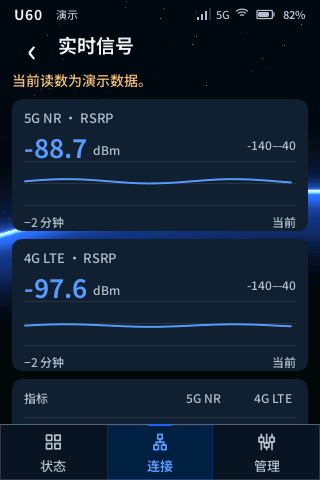 U60 演示 5G 82%
实时信号
当前读数为演示数据。
5G NR · RSRP
-88.7 dBm -140–-40
−2 分钟 当前
4G LTE · RSRP
-97.6 dBm -140–-40
−2 分钟 当前
指标 5G NR 4G LTE
状态 连接 管理